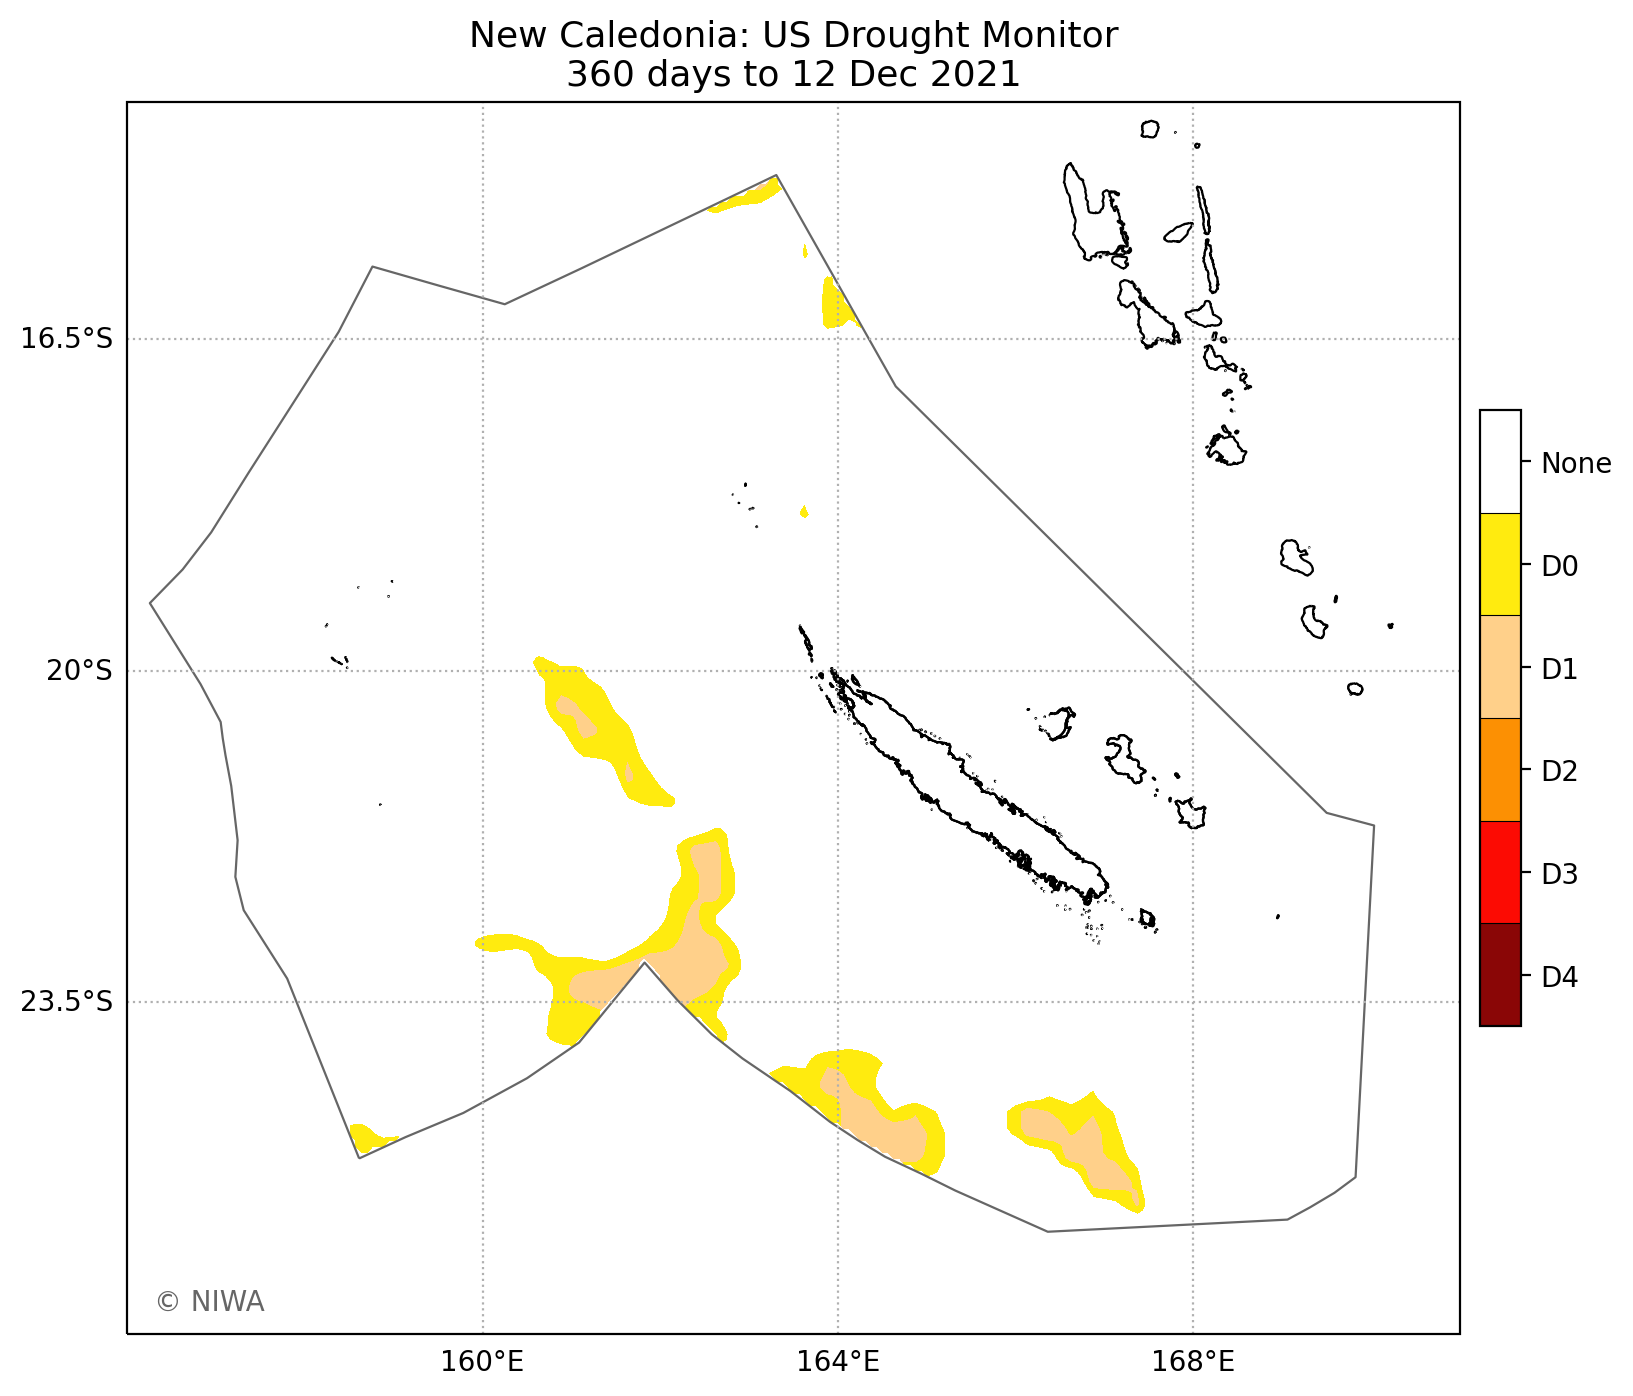 New Caledonia: US Drought Monitor
360 days to 12 Dec 2021
16.5°S
20°S
23.5°S
160°E
164°E
168°E
None
D0
D1
D2
D3
D4
© NIWA